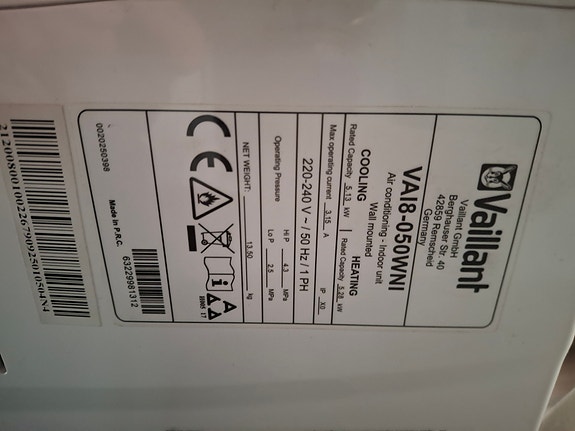 Vaillant
Vaillant GmbH
Berghauser Str. 40
42859 Remscheid
Germany
VAI8-050WNI
Air conditioning - Indoor unit
Wall mounted
COOLING HEATING
Rated Capacity 5.13 kW Rated Capacity 5.28 kW
Max operating current 3.15 A IP X0
220-240 V ~ / 50 Hz / 1 PH
Operating Pressure Hi P 4.3 MPa
Lo P 2.5 MPa
NET WEIGHT: 13.50 kg
CE
A
0020250398
Made in P.R.C.
63229981312